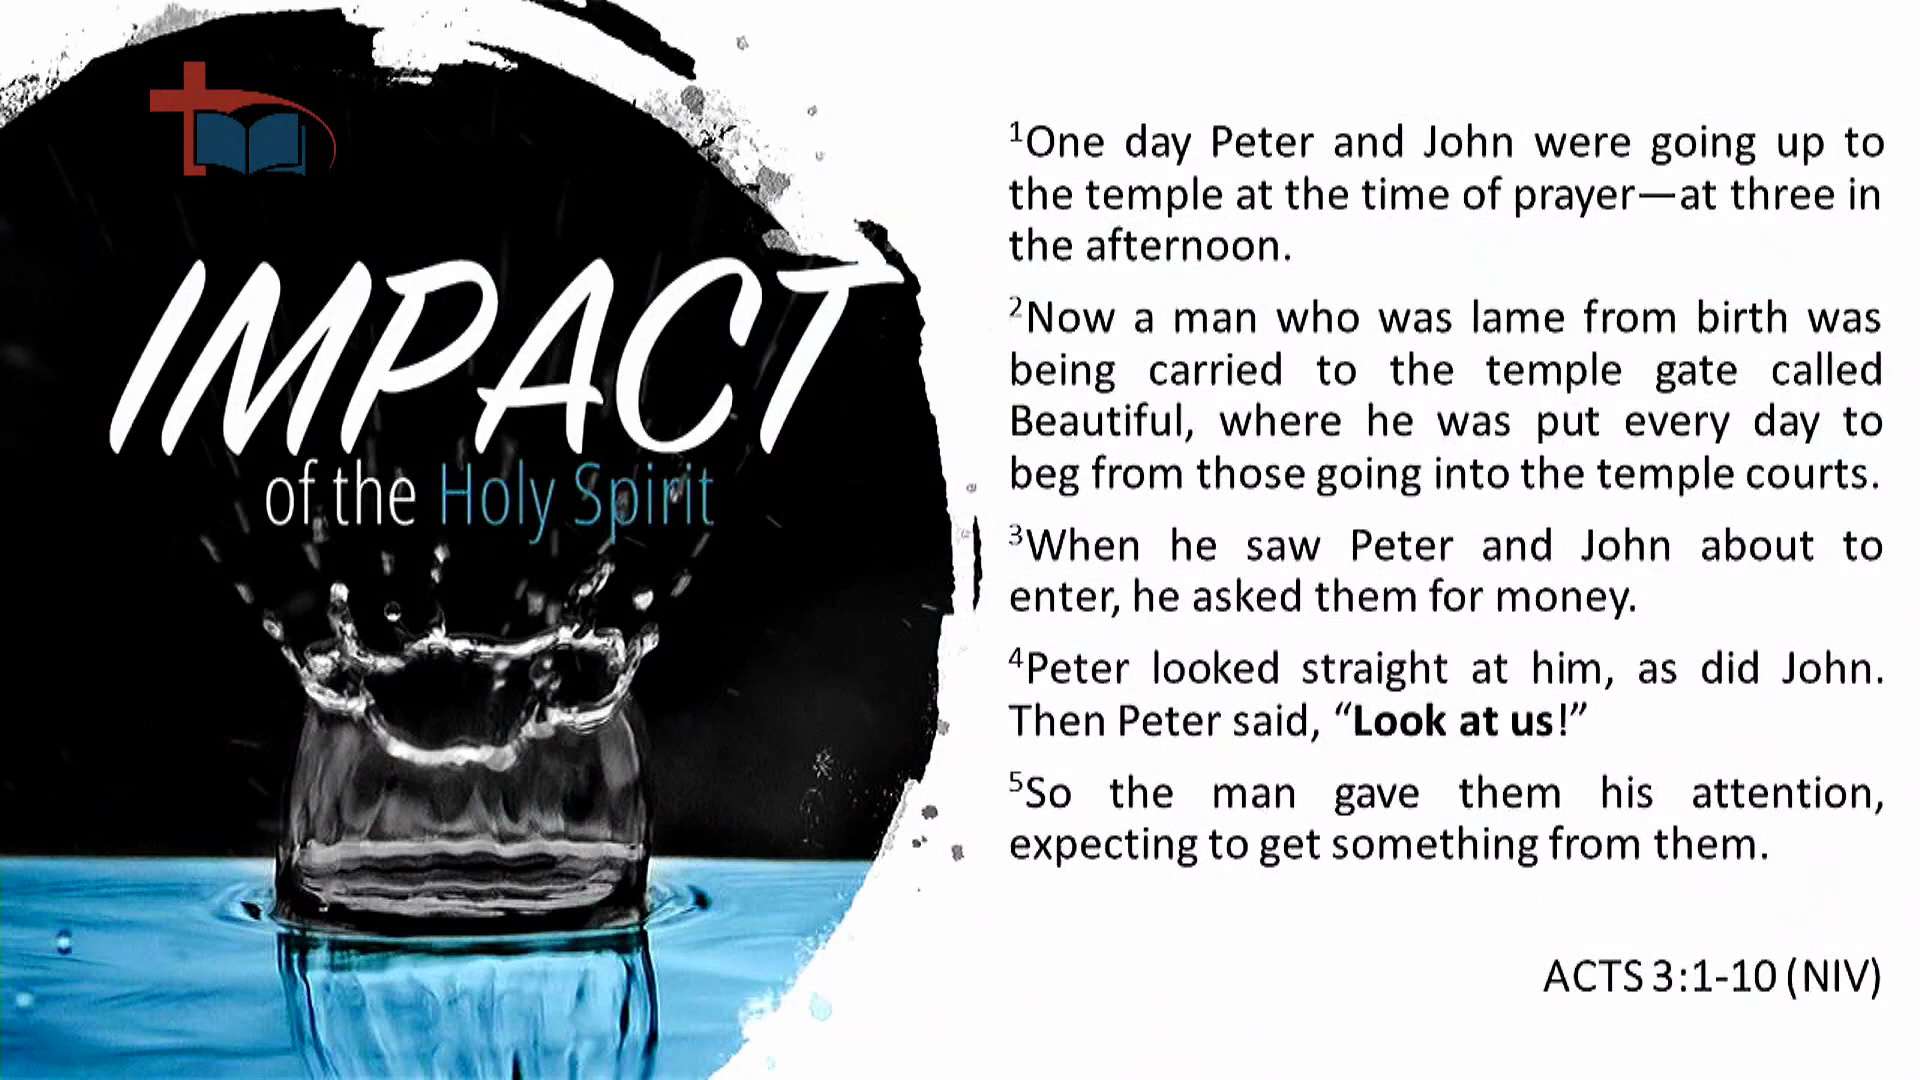 IMPACT
of the Holy Spirit
¹One day Peter and John were going up to
the temple at the time of prayer—at three in
the afternoon.
²Now a man who was lame from birth was
being carried to the temple gate called
Beautiful, where he was put every day to
beg from those going into the temple courts.
³When he saw Peter and John about to
enter, he asked them for money.
⁴Peter looked straight at him, as did John.
Then Peter said, “Look at us!”
⁵So the man gave them his attention,
expecting to get something from them.
ACTS 3:1-10 (NIV)